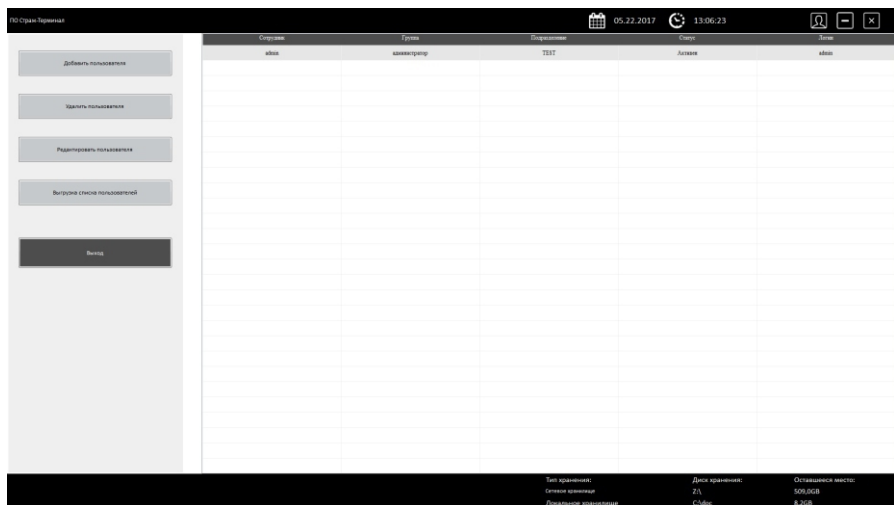 ПО Страж-Терминал 05.22.2017 13:06:23
Сотрудник Группа Подразделение Статус Логин
admin администратор TEST Активен admin
Добавить пользователя
Удалить пользователя
Редактировать пользователя
Выгрузка списка пользователей
Выход
Тип хранения: Диск хранения: Оставшееся место:
Сетевое хранилище Z:\ 509,0GB
Локальное хранилище C:\doc 8,2GB